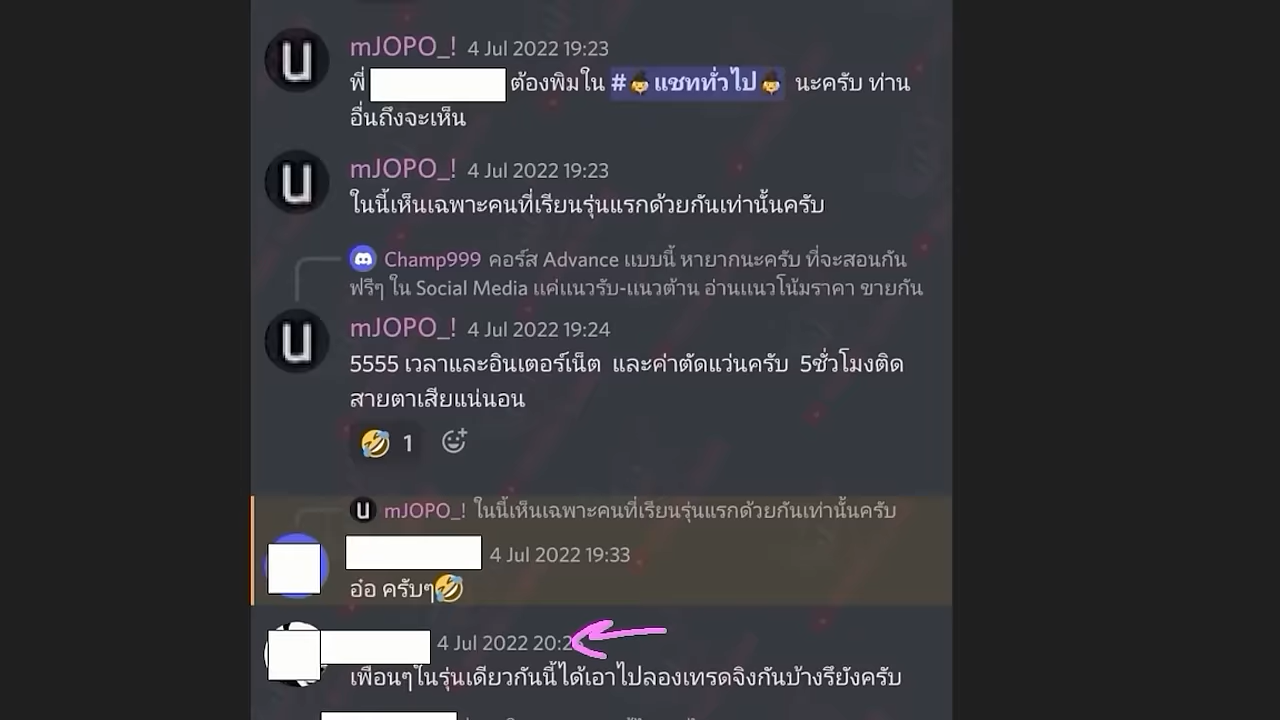 mJOPO_! 4 Jul 2022 19:23
พี่ ต้องพิมใน #แชททั่วไป นะครับ ท่าน
อื่นถึงจะเห็น
mJOPO_! 4 Jul 2022 19:23
ในนี้เห็นเฉพาะคนที่เรียนรุ่นแรกด้วยกันเท่านั้นครับ
Champ999 คอร์ส Advance แบบนี้ หายากนะครับ ที่จะสอนกัน
ฟรีๆ ใน Social Media แค่แนวรับ-แนวต้าน อ่านแนวโน้มราคา ขายกัน
mJOPO_! 4 Jul 2022 19:24
5555 เวลาและอินเตอร์เน็ต และค่าตัดแว่นครับ 5ชั่วโมงติด
สายตาเสียแน่นอน
1
mJOPO_! ในนี้เห็นเฉพาะคนที่เรียนรุ่นแรกด้วยกันเท่านั้นครับ
4 Jul 2022 19:33
อ๋อ ครับๆ
4 Jul 2022
เพื่อนๆในรุ่นเดียวกันนี้ได้เอาไปลองเทรดจิงกันบ้างรึยังครับ